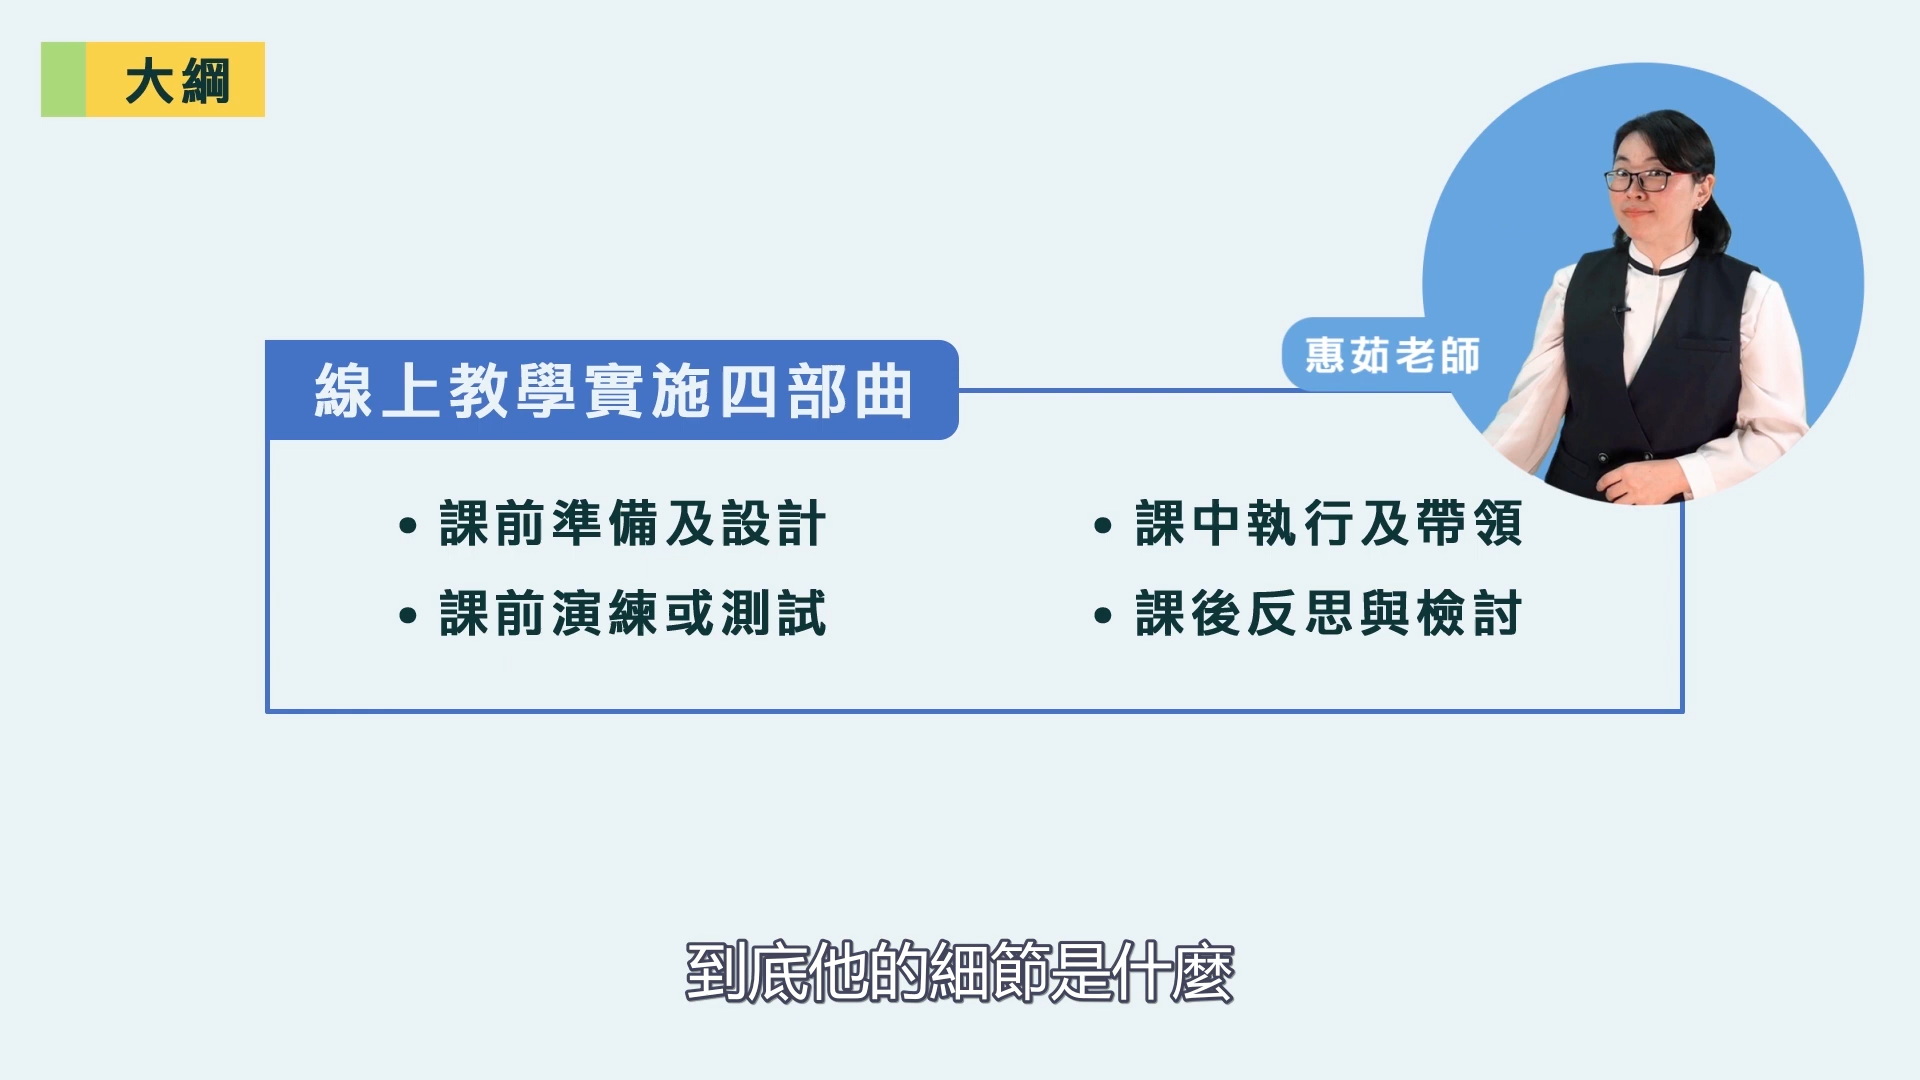 大綱
惠茹老師
線上教學實施四部曲
• 課前準備及設計
• 課前演練或測試
• 課中執行及帶領
• 課後反思與檢討
到底他的細節是什麼